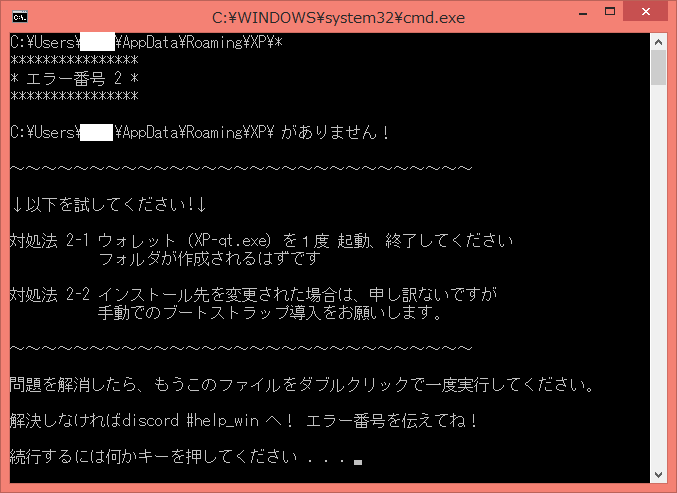 C:¥WINDOWS¥system32¥cmd.exe
C:¥Users¥ ¥AppData¥Roaming¥XP¥*
****************
* エラー番号 2 *
****************
C:¥Users¥ ¥AppData¥Roaming¥XP¥ がありません！
～～～～～～～～～～～～～～～～～～～～～～～～～～～～～
↓以下を試してください!↓
対処法 2-1 ウォレット (XP-qt.exe) を１度 起動、終了してください
フォルダが作成されるはずです
対処法 2-2 インストール先を変更された場合は、申し訳ないですが
手動でのブートストラップ導入をお願いします。
～～～～～～～～～～～～～～～～～～～～～～～～～～～～～
問題を解消したら、もうこのファイルをダブルクリックで一度実行してください。
解決しなければdiscord #help_win へ！ エラー番号を伝えてね！
続行するには何かキーを押してください . . .